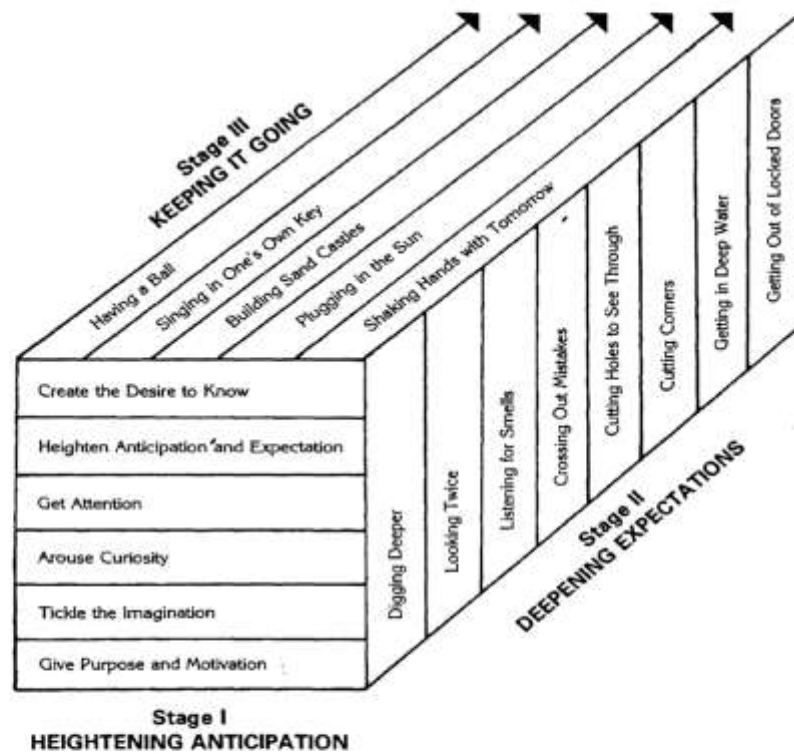 Stage III
KEEPING IT GOING
Having a Ball
Singing in One's Own Key
Building Sand Castles
Plugging in the Sun
Shaking Hands with Tomorrow
Create the Desire to Know
Heighten Anticipation and Expectation
Get Attention
Arouse Curiosity
Tickle the Imagination
Give Purpose and Motivation
Stage I
HEIGHTENING ANTICIPATION
Digging Deeper
Looking Twice
Listening for Smells
Crossing Out Mistakes
Cutting Holes to See Through
Cutting Corners
Getting in Deep Water
Getting Out of Locked Doors
Stage II
DEEPENING EXPECTATIONS